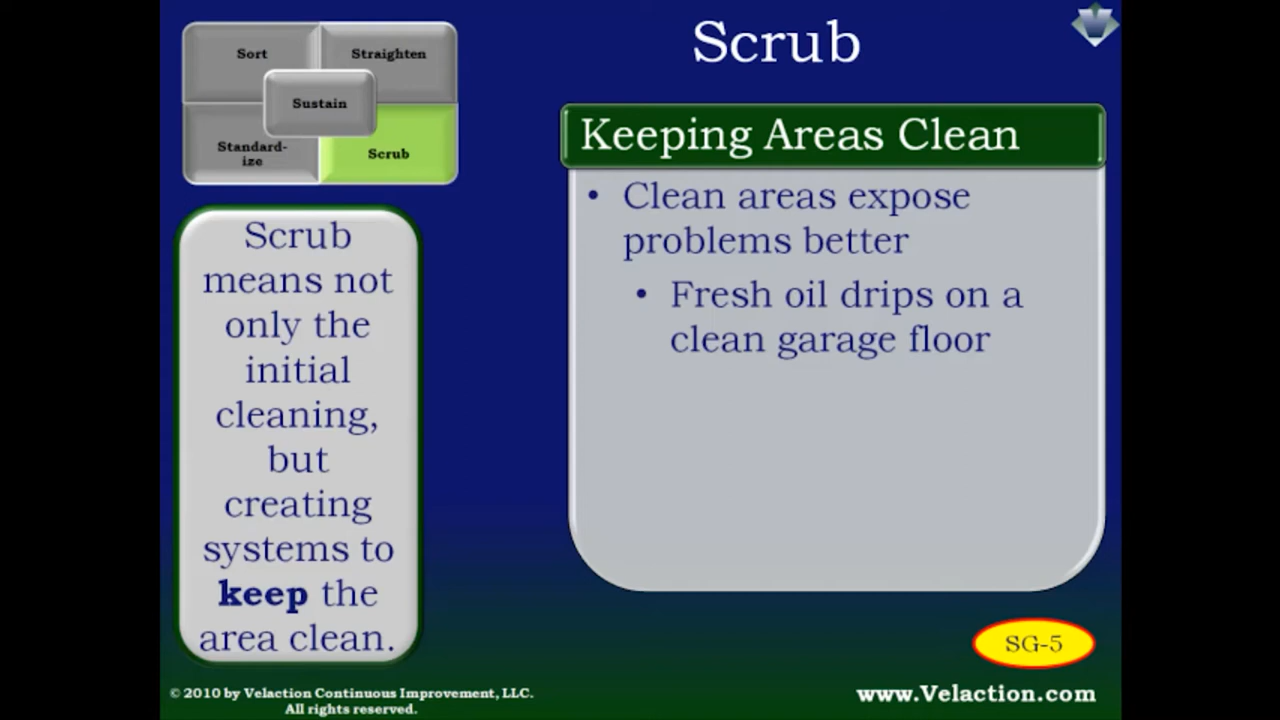 Scrub
Sort
Straighten
Sustain
Standard-
ize
Scrub
Scrub
means not
only the
initial
cleaning,
but
creating
systems to
keep the
area clean.
Keeping Areas Clean
• Clean areas expose
problems better
• Fresh oil drips on a
clean garage floor
SG-5
© 2010 by Velaction Continuous Improvement, LLC.
All rights reserved.
www.Velaction.com